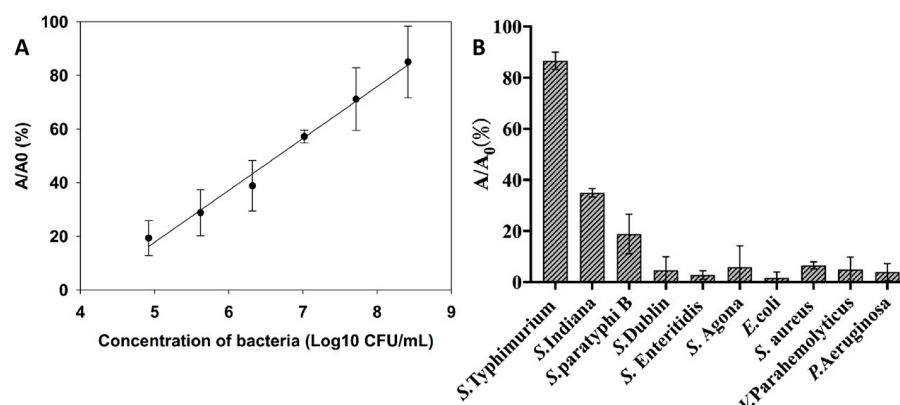 A
A/A0 (%)
100
80
60
40
20
0
4 5 6 7 8 9
Concentration of bacteria (Log10 CFU/mL)
B
A/A0(%)
100
80
60
40
20
0
S.Typhimurium
S.Indiana
S.paratyphi B
S.Dublin
S. Enteritidis
S. Agona
E.coli
S. aureus
.Parahemolyticus
P.Aeruginosa